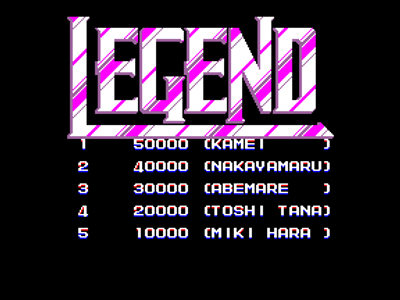 LEGEND
1 50000 (KAMEI )
2 40000 (NAKAYAMARU)
3 30000 (ABEMARE )
4 20000 (TOSHI TANA)
5 10000 (MIKI HARA )